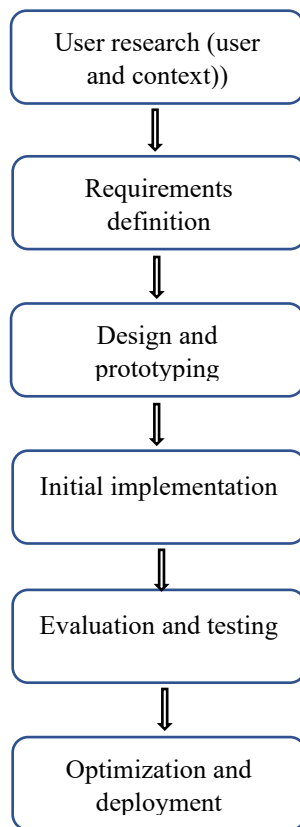 User research (user
and context))
Requirements
definition
Design and
prototyping
Initial implementation
Evaluation and testing
Optimization and
deployment